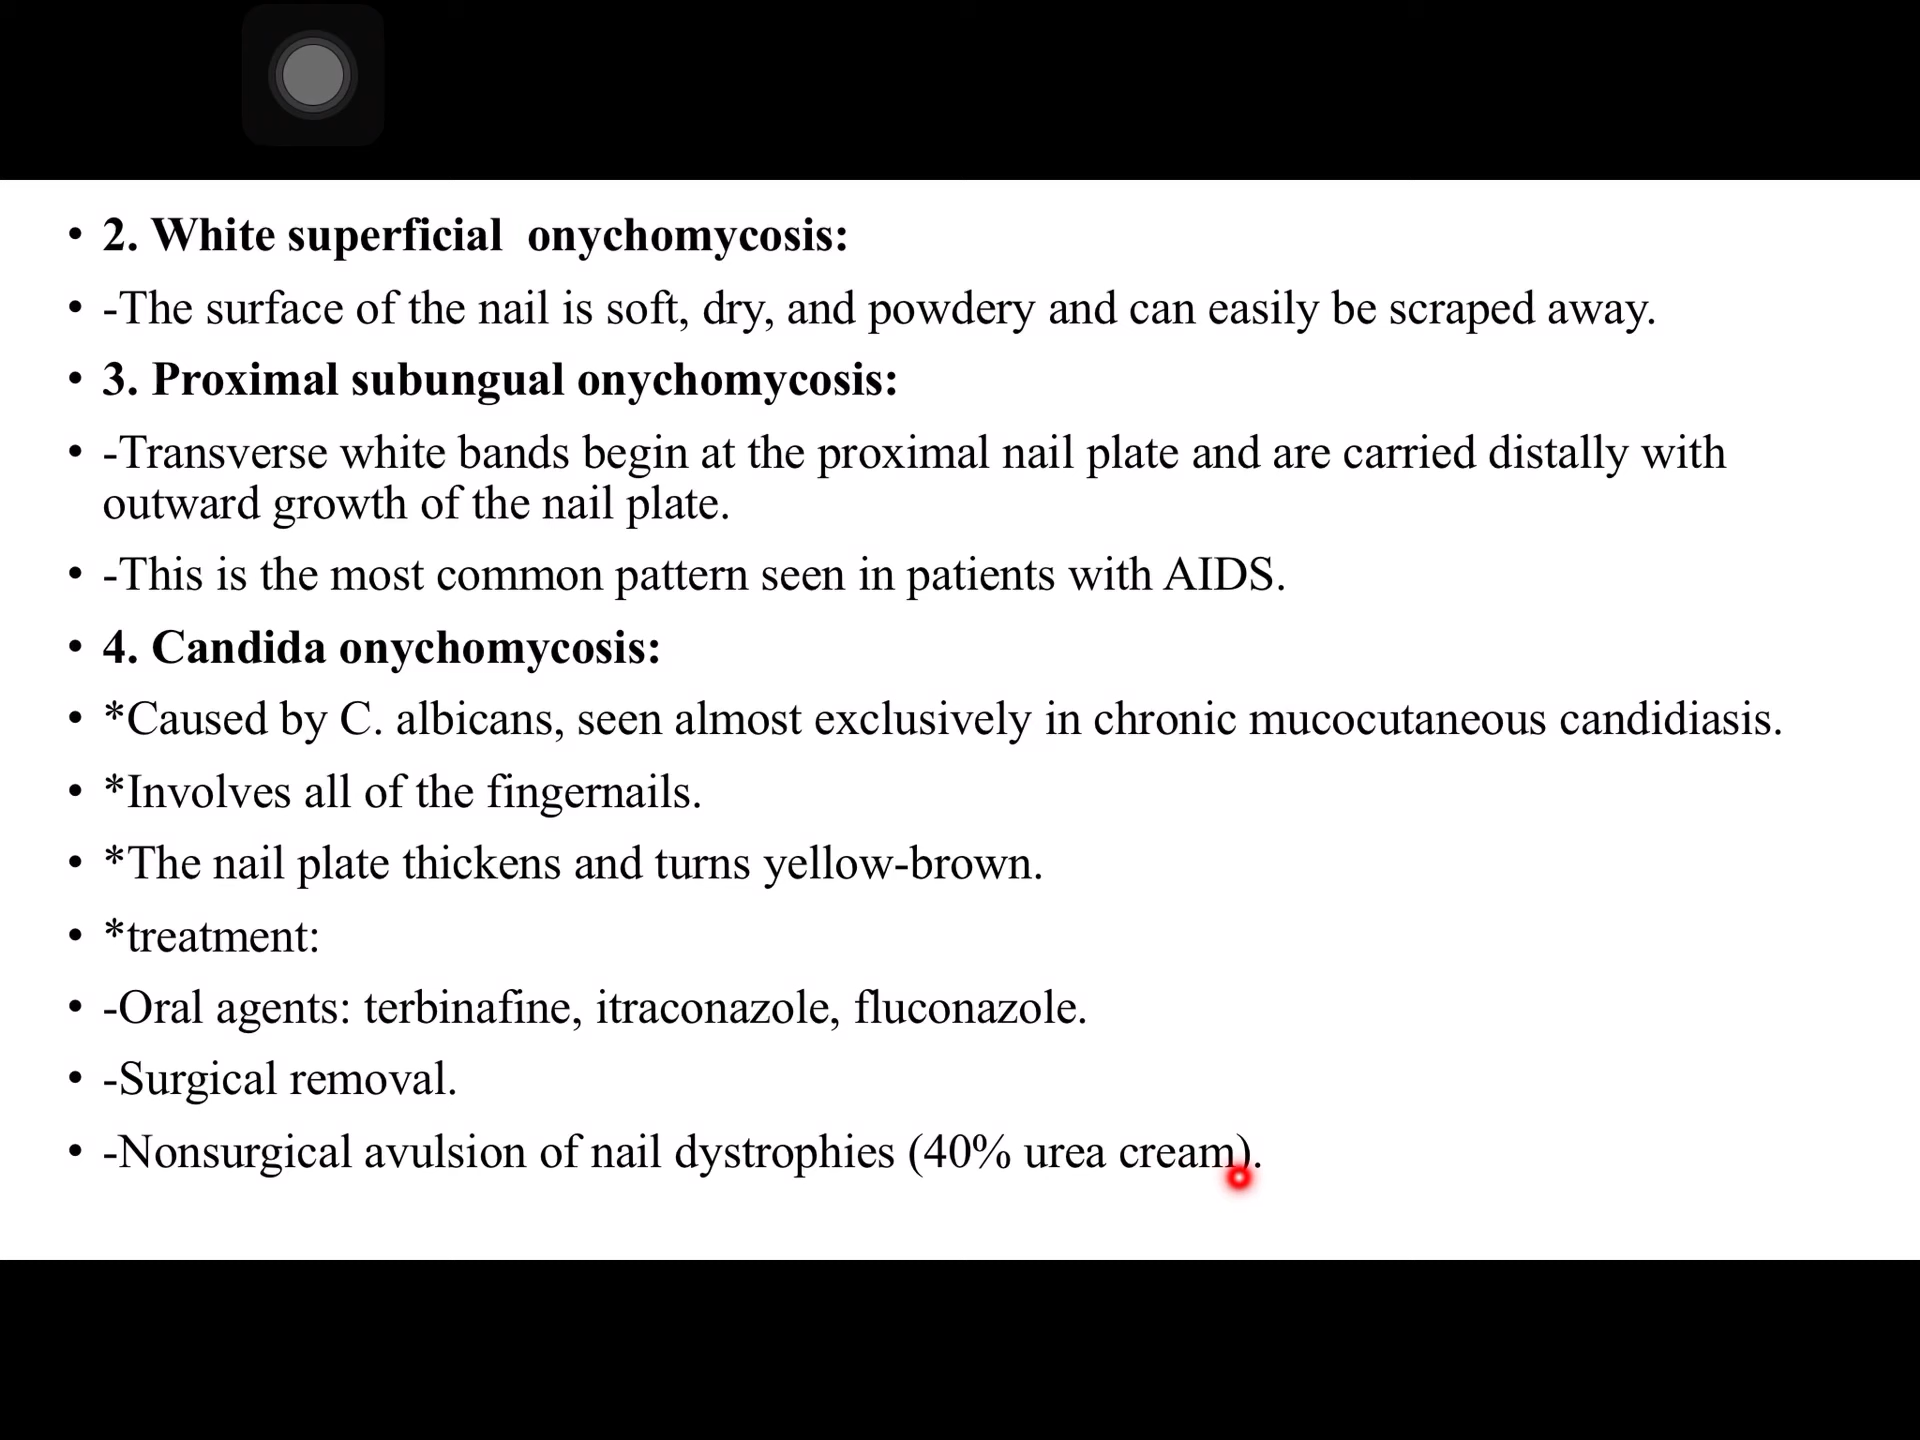 • 2. White superficial  onychomycosis:
• -The surface of the nail is soft, dry, and powdery and can easily be scraped away.
• 3. Proximal subungual onychomycosis:
• -Transverse white bands begin at the proximal nail plate and are carried distally with
outward growth of the nail plate.
• -This is the most common pattern seen in patients with AIDS.
• 4. Candida onychomycosis:
• *Caused by C. albicans, seen almost exclusively in chronic mucocutaneous candidiasis.
• *Involves all of the fingernails.
• *The nail plate thickens and turns yellow-brown.
• *treatment:
• -Oral agents: terbinafine, itraconazole, fluconazole.
• -Surgical removal.
• -Nonsurgical avulsion of nail dystrophies (40% urea cream).